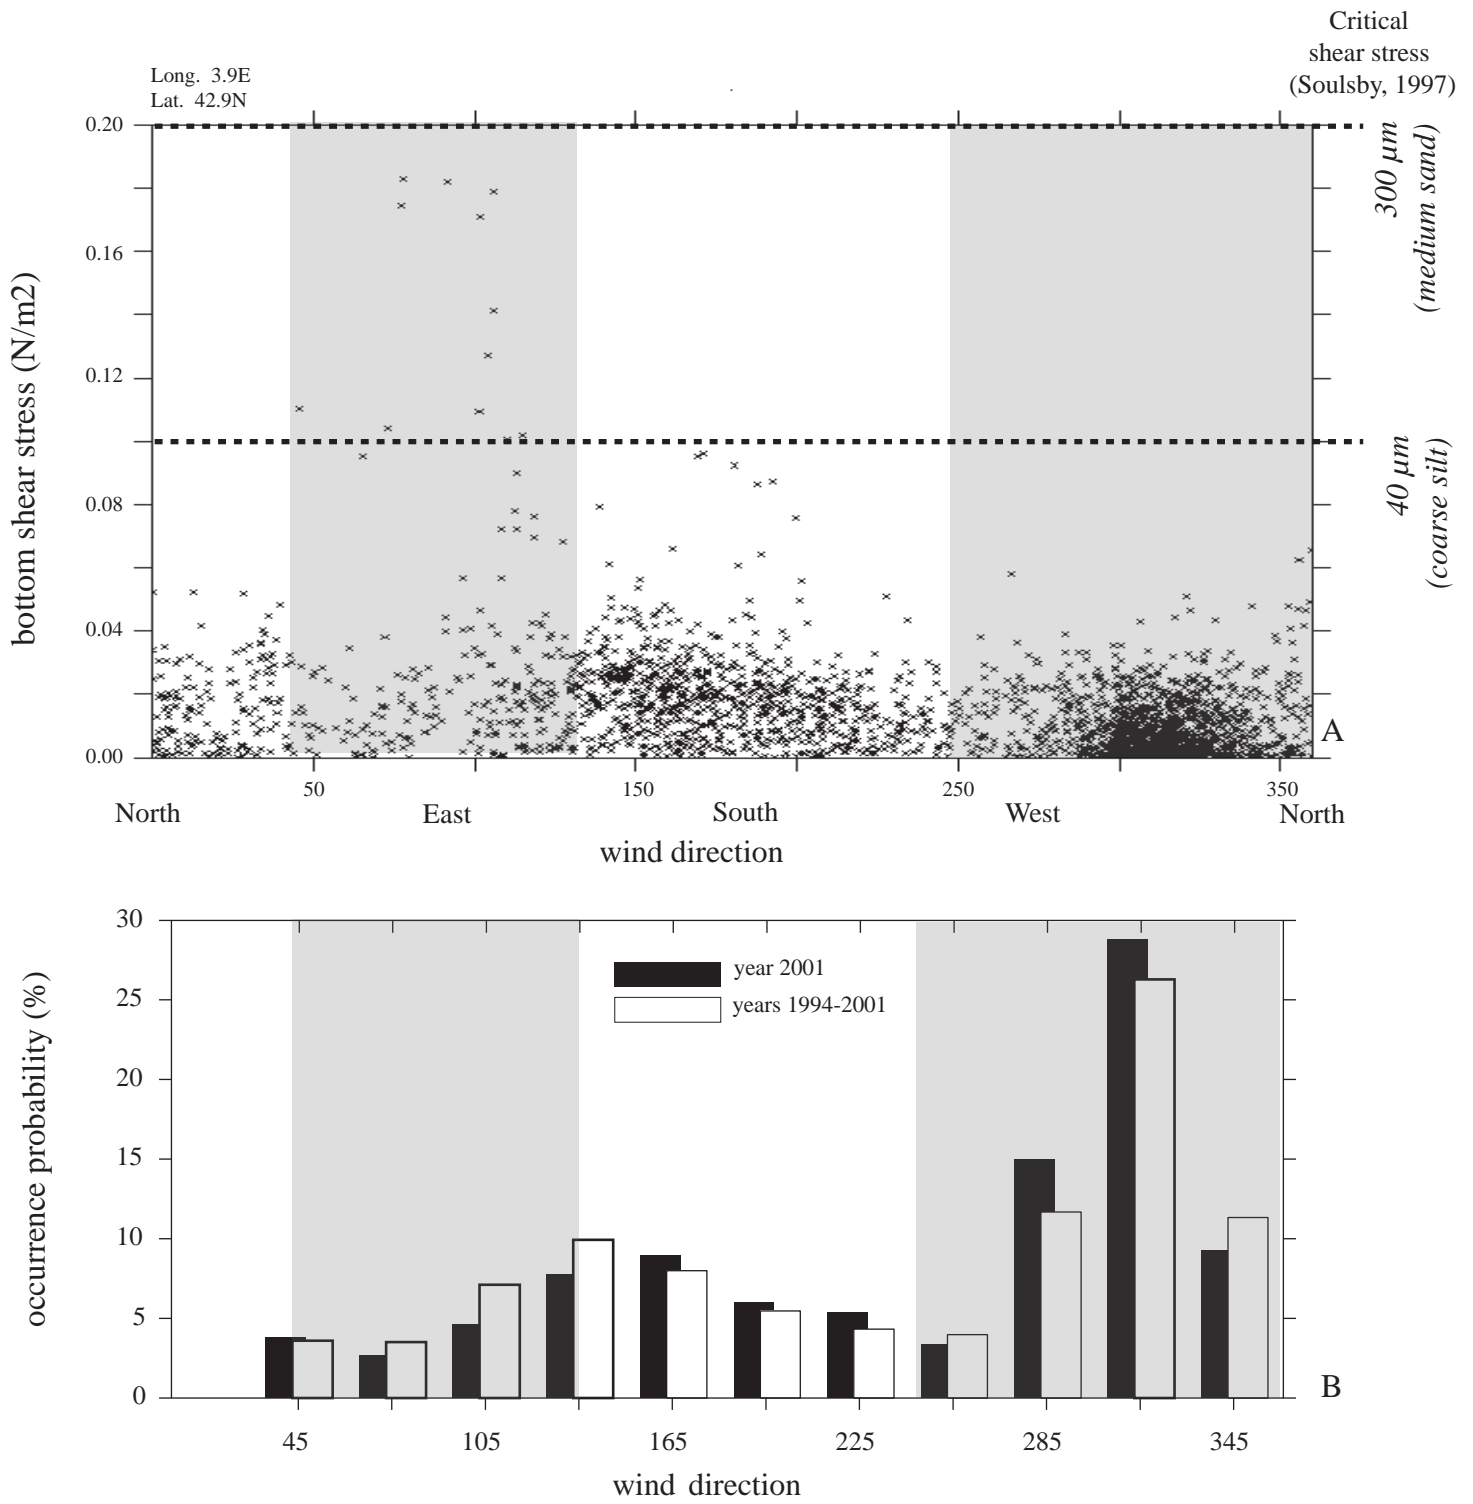 Critical
shear stress
(Soulsby, 1997)
Long. 3.9E
Lat. 42.9N
0.20
0.16
0.12
0.08
0.04
0.00
bottom shear stress (N/m2)
300 µm
(medium sand)
40 µm
(coarse silt)
A
50
150
250
350
North
East
South
West
North
wind direction
30
25
20
15
10
5
0
occurrence probability (%)
year 2001
years 1994-2001
B
45
105
165
225
285
345
wind direction